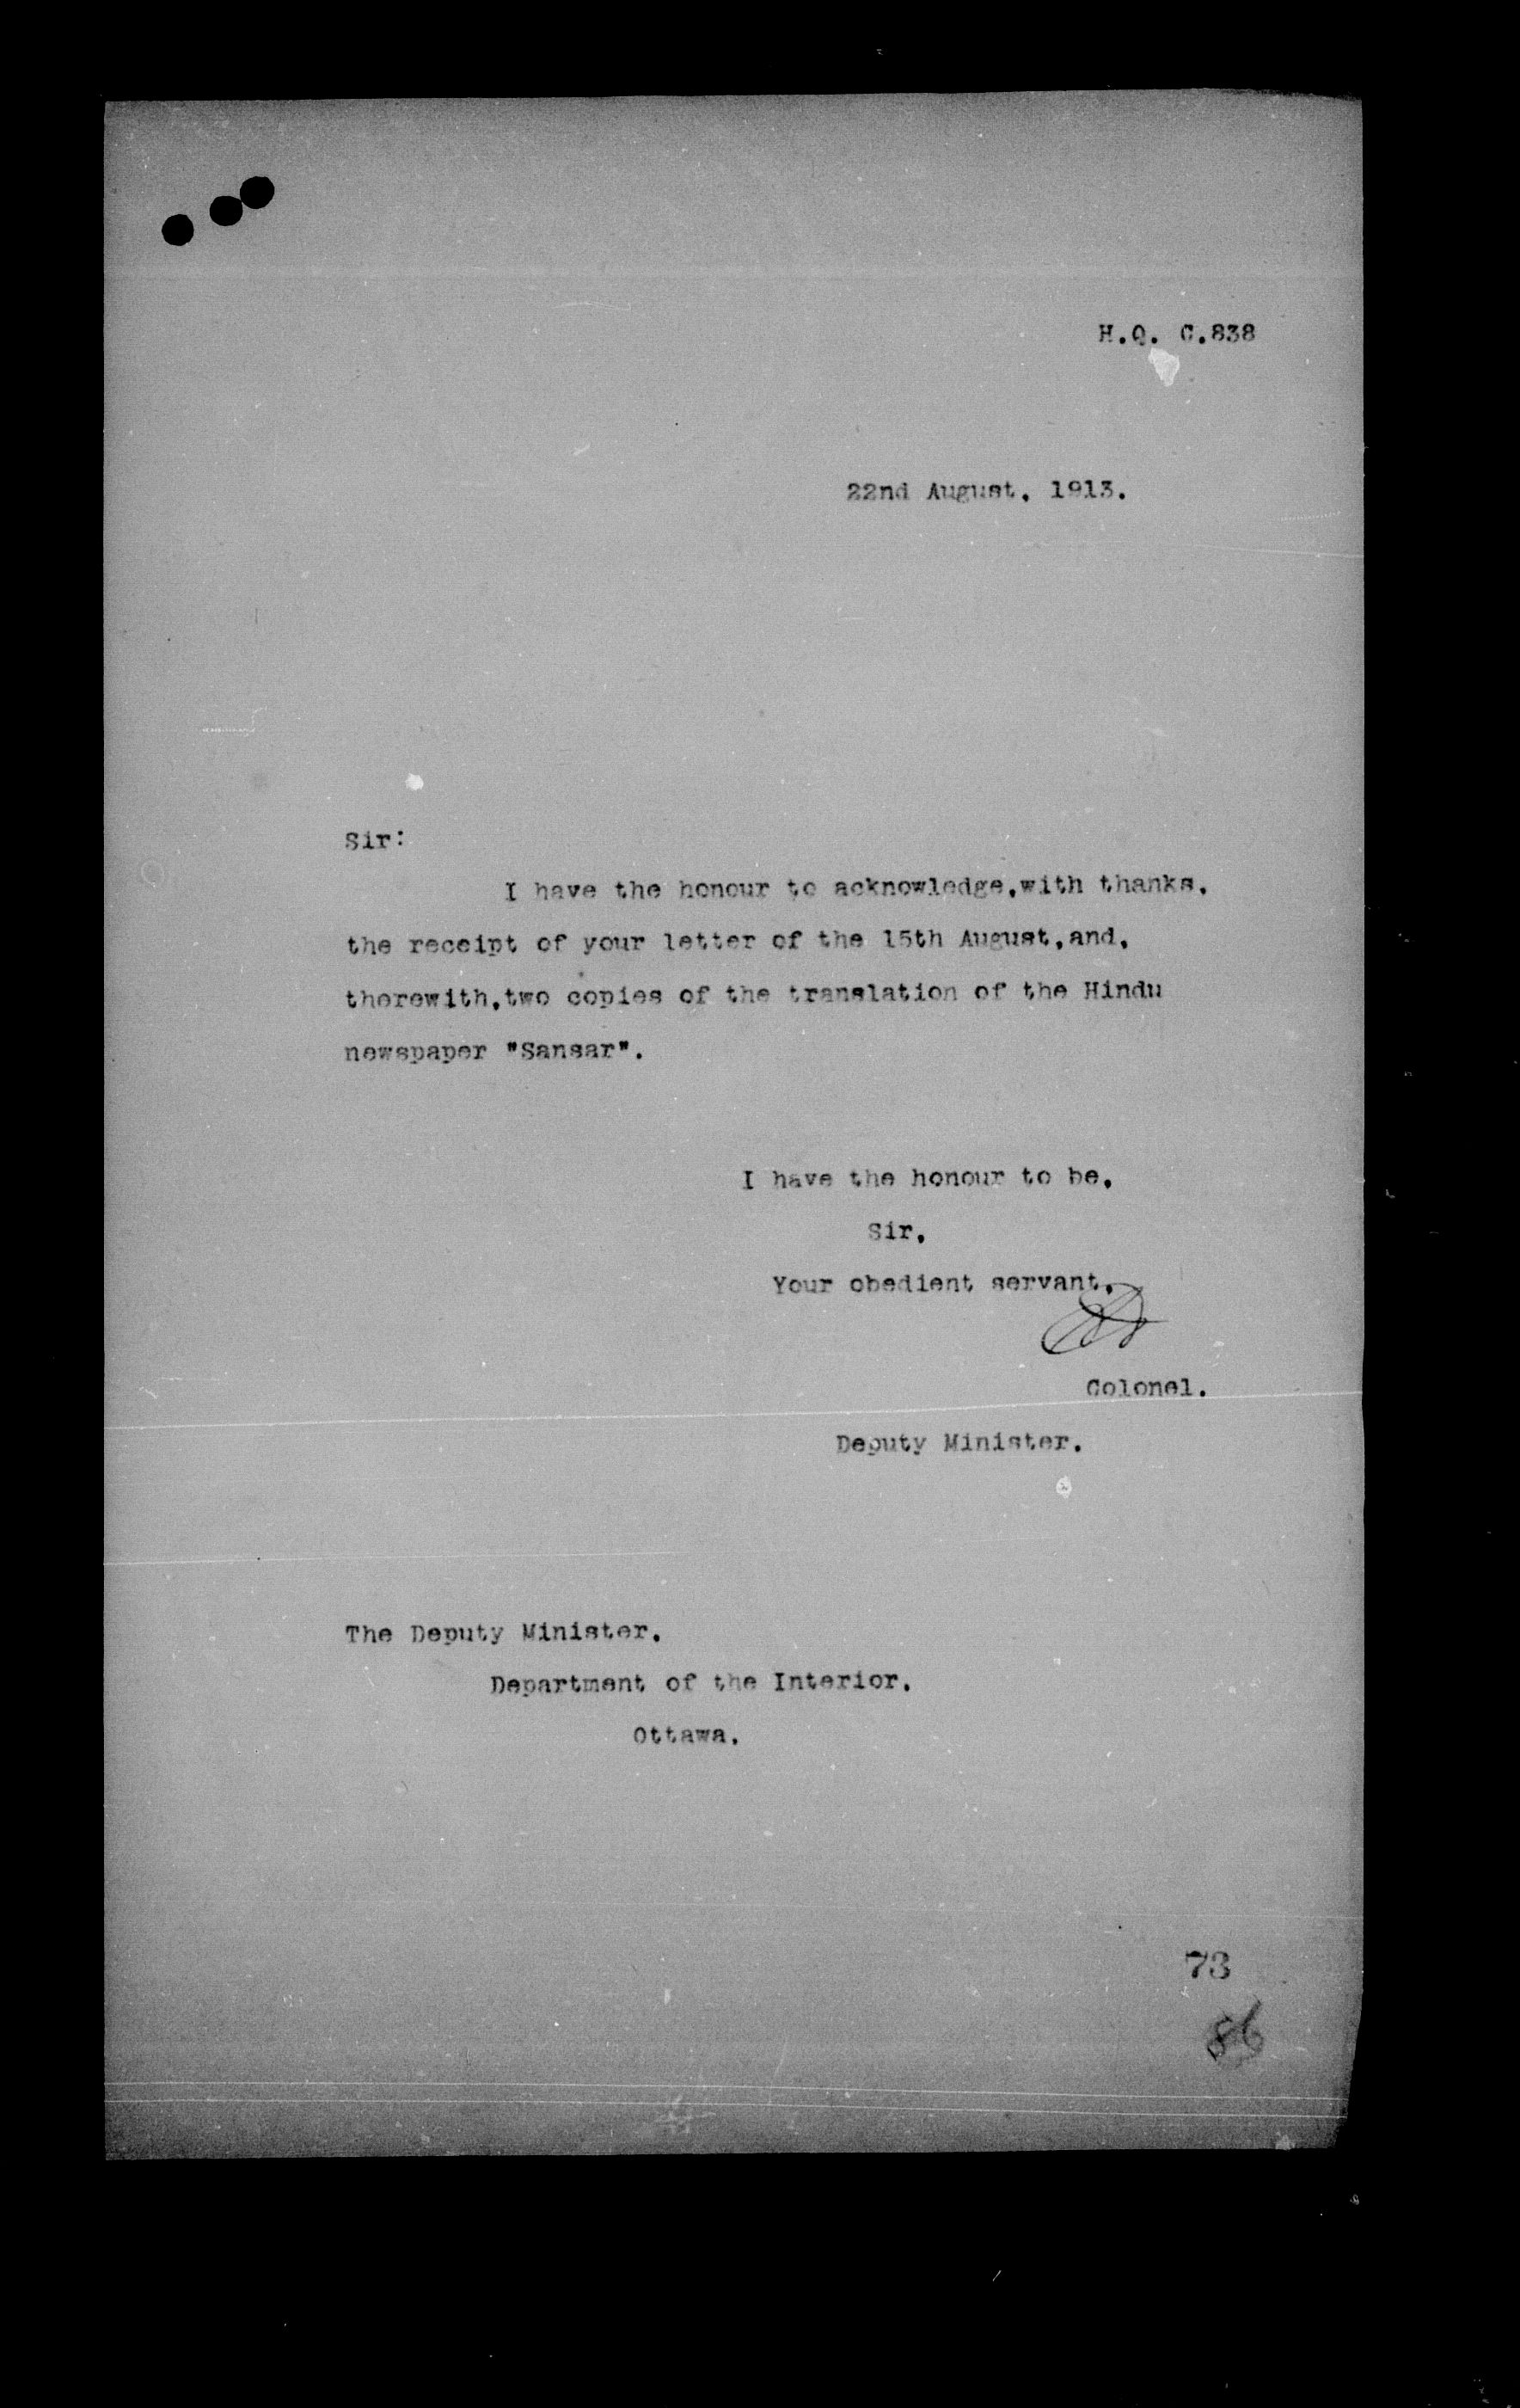 H.Q. C.838
22nd August, 1913.
Sir:
I have the honour to acknowledge,with thanks,
the receipt of your letter of the 15th August,and,
therewith,two copies of the translation of the Hindu
newspaper "Sansar".
I have the honour to be,
Sir,
Your obedient servant,
Colonel.
Deputy Minister.
The Deputy Minister,
Department of the Interior,
Ottawa.
73
86